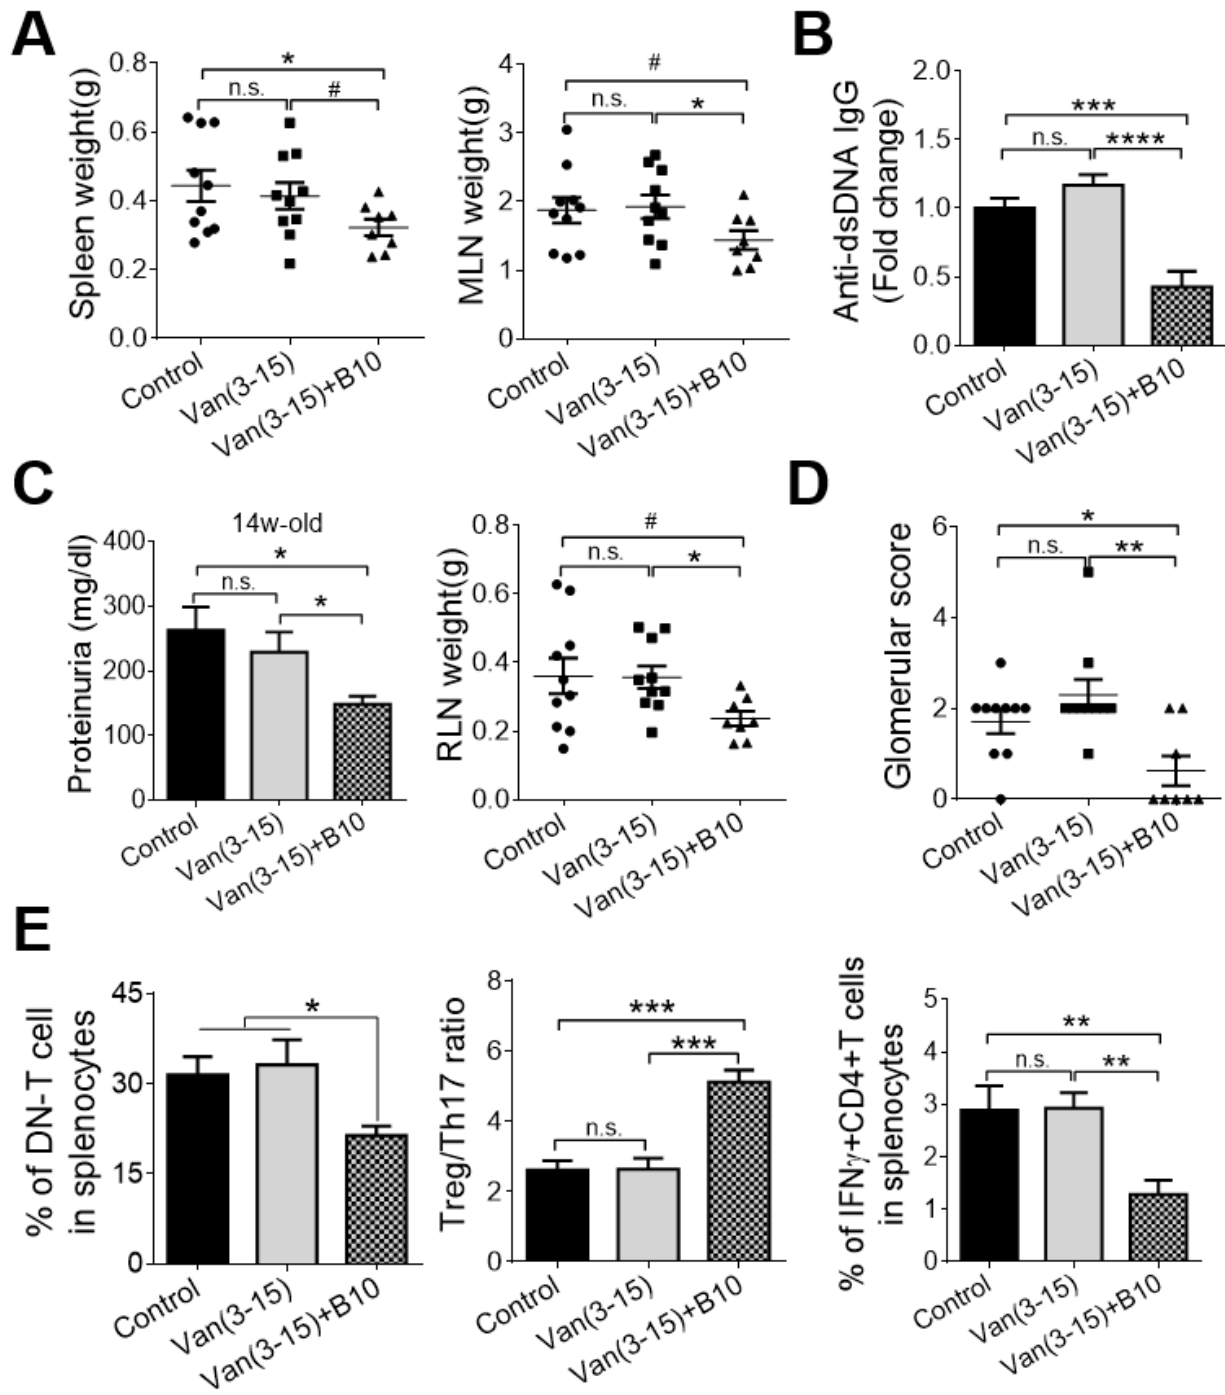 A
Spleen weight(g)
0.8
0.6
0.4
0.2
0.0
*
n.s.
#
Control
Van(3-15)
Van(3-15)+B10
MLN weight(g)
4
3
2
1
0
#
n.s.
*
Control
Van(3-15)
Van(3-15)+B10
B
Anti-dsDNA IgG
(Fold change)
2.0
1.5
1.0
0.5
0.0
***
n.s.
****
Control
Van(3-15)
Van(3-15)+B10
C
14w-old
Proteinuria (mg/dl)
400
300
200
100
0
*
n.s.
*
Control
Van(3-15)
Van(3-15)+B10
RLN weight(g)
0.8
0.6
0.4
0.2
0.0
#
n.s.
*
Control
Van(3-15)
Van(3-15)+B10
D
Glomerular score
6
4
2
0
*
n.s.
**
Control
Van(3-15)
Van(3-15)+B10
E
% of DN-T cell
in splenocytes
45
30
15
0
*
Control
Van(3-15)
Van(3-15)+B10
Treg/Th17 ratio
8
6
4
2
0
***
***
n.s.
Control
Van(3-15)
Van(3-15)+B10
% of IFNγ+CD4+T cells
in splenocytes
5
4
3
2
1
0
**
n.s.
**
Control
Van(3-15)
Van(3-15)+B10